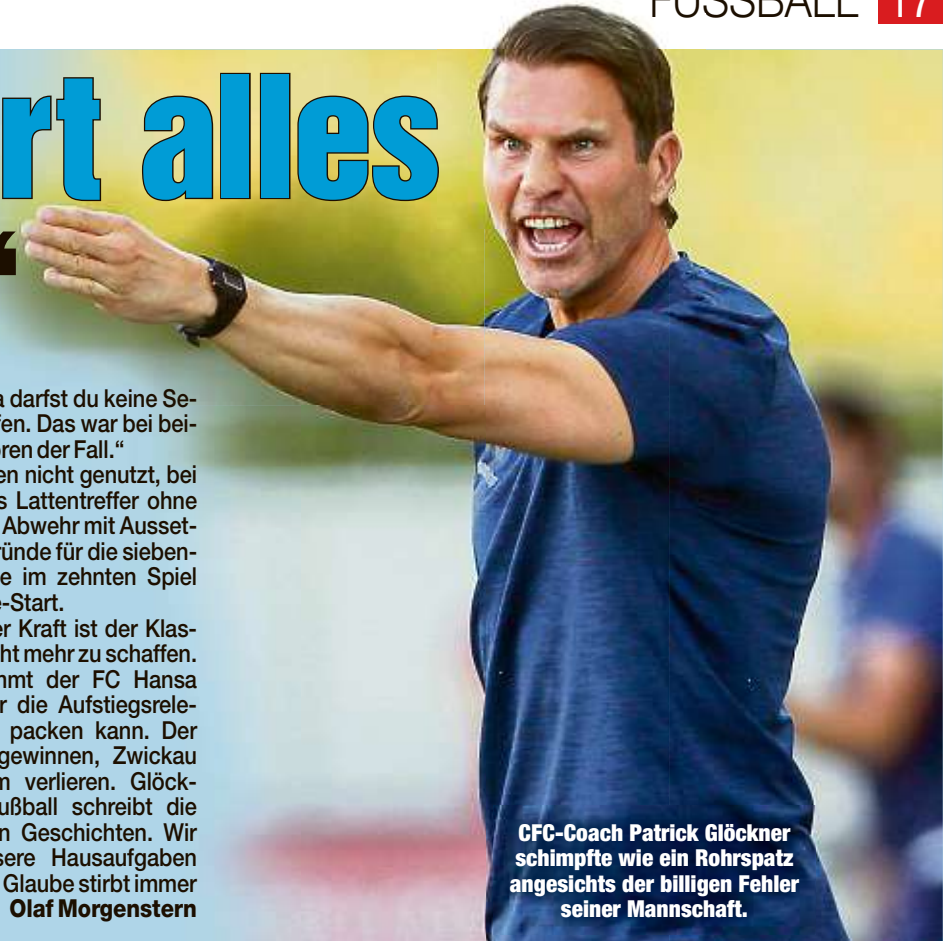 FUSSBALL 17
rt alles
“
a darfst du keine Se-
fen. Das war bei bei-
oren der Fall.“
en nicht genutzt, bei
s Lattentreffer ohne
Abwehr mit Ausset-
ründe für die sieben-
e im zehnten Spiel
e-Start.
er Kraft ist der Klas-
ht mehr zu schaffen.
mmt der FC Hansa
r die Aufstiegsrele-
packen kann. Der
gewinnen, Zwickau
m verlieren. Glöck-
ußball schreibt die
n Geschichten. Wir
sere Hausaufgaben
Glaube stirbt immer
Olaf Morgenstern
CFC-Coach Patrick Glöckner
schimpfte wie ein Rohrspatz
angesichts der billigen Fehler
seiner Mannschaft.